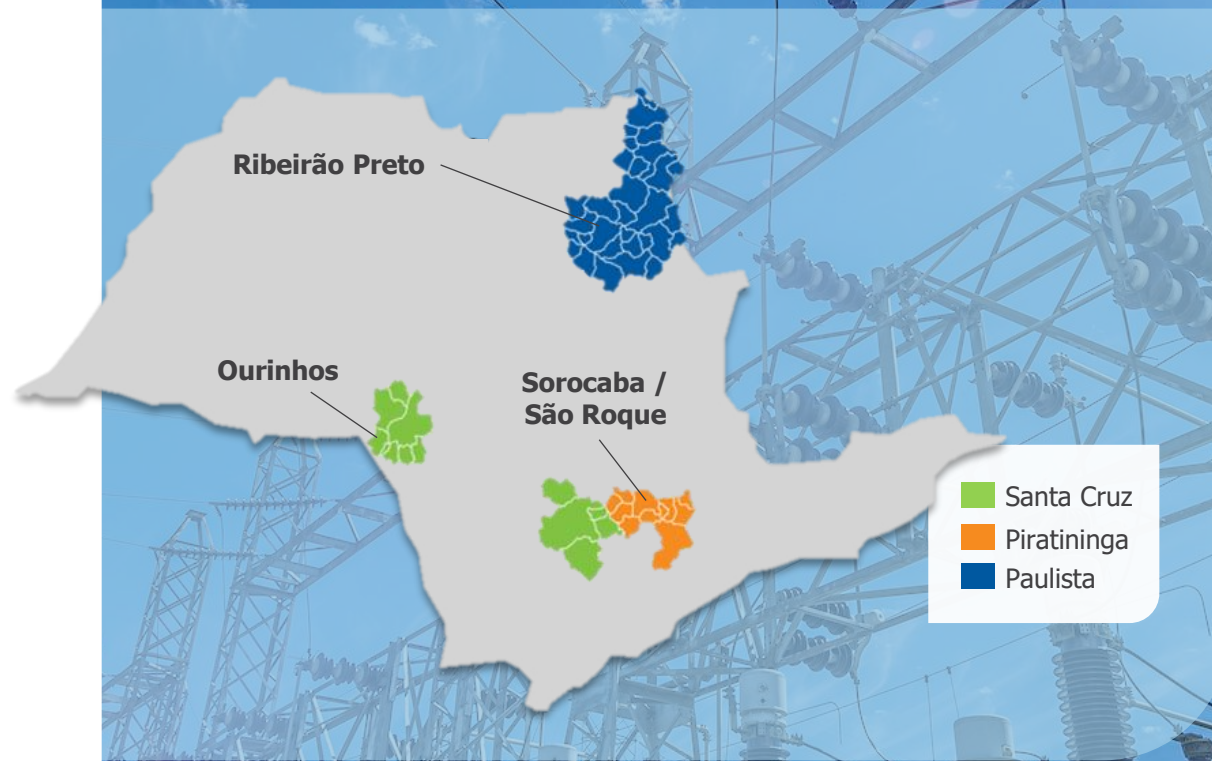 Ribeirão Preto
Ourinhos
Sorocaba /
São Roque
Santa Cruz
Piratininga
Paulista